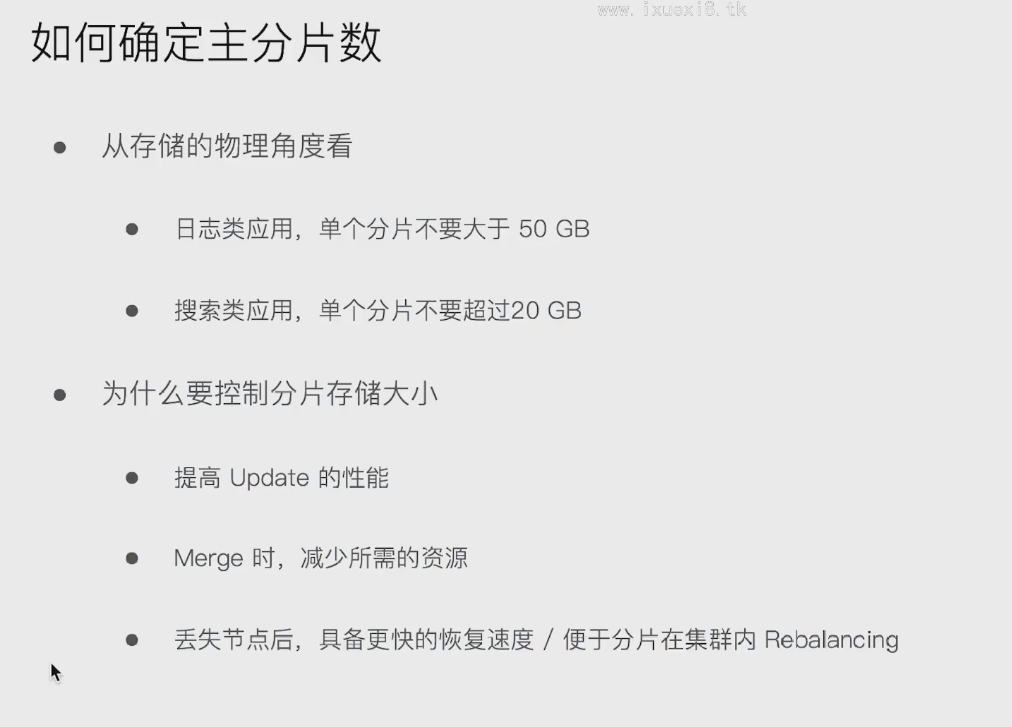 www.ixuexi8.tk
如何确定主分片数
从存储的物理角度看
日志类应用，单个分片不要大于 50 GB
搜索类应用，单个分片不要超过20 GB
为什么要控制分片存储大小
提高 Update 的性能
Merge 时，减少所需的资源
丢失节点后，具备更快的恢复速度 / 便于分片在集群内 Rebalancing